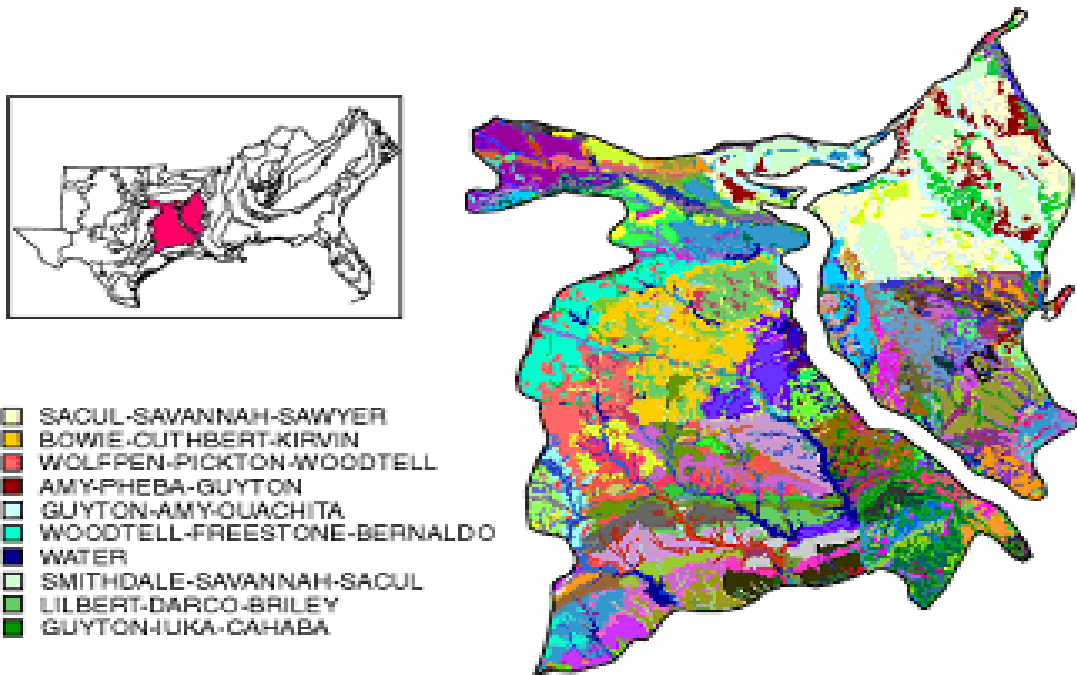 SACUL-SAVANNAH-SAWYER
BOWIE-CUTHBERT-KIRVIN
WOLFPEN-PICKTON-WOODTELL
AMY-PHEBA-GUYTON
GUYTON-AMY-OUACHITA
WOODTELL-FREESTONE-BERNALDO
WATER
SMITHDALE-SAVANNAH-SACUL
LILBERT-DARCO-BRILEY
GUYTON-IUKA-CAHABA